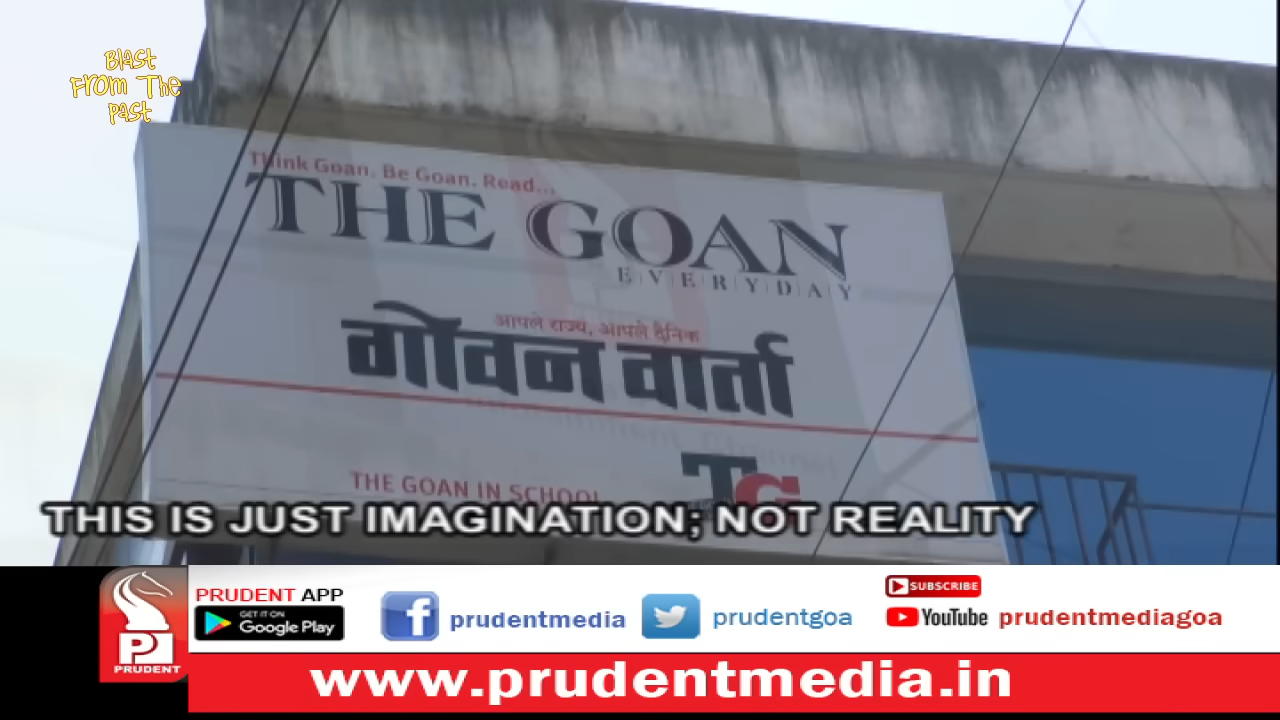 Blast
From The
Past
Think Goan. Be Goan. Read...
THE GOAN
EVERYDAY
आपले राज्य, आपले दैनिक
गोवन वार्ता
THE GOAN IN SCHOOL
TG
THIS IS JUST IMAGINATION; NOT REALITY
PRUDENT APP
GET IT ON
Google Play
PRUDENT
prudentmedia
prudentgoa
SUBSCRIBE
YouTube prudentmediagoa
www.prudentmedia.in